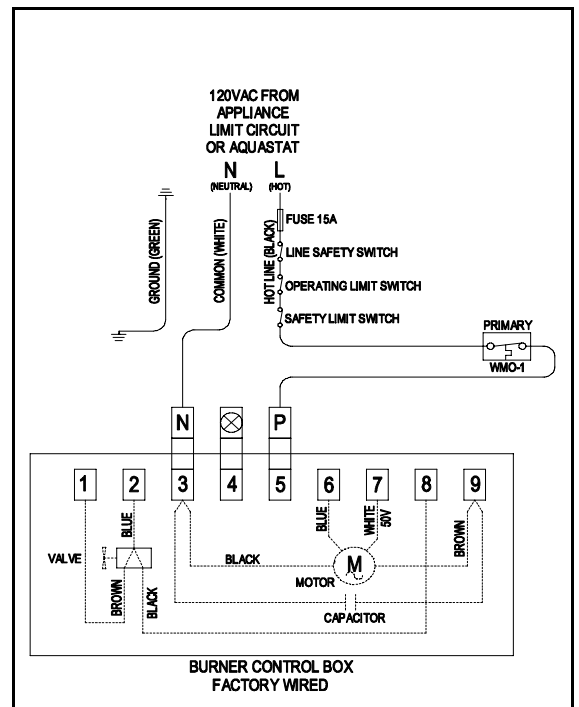 120VAC FROM
APPLIANCE
LIMIT CIRCUIT
OR AQUASTAT
N L
(NEUTRAL) (HOT)
FUSE 15A
GROUND (GREEN)
COMMON (WHITE)
HOT LINE (BLACK)
LINE SAFETY SWITCH
OPERATING LIMIT SWITCH
SAFETY LIMIT SWITCH
PRIMARY
WMO-1
N P
1 2 3 4 5 6 7 8 9
BLUE
BLUE
WHITE
50V
BROWN
VALVE
BLACK
M
MOTOR
BROWN
BLACK
CAPACITOR
BURNER CONTROL BOX
FACTORY WIRED